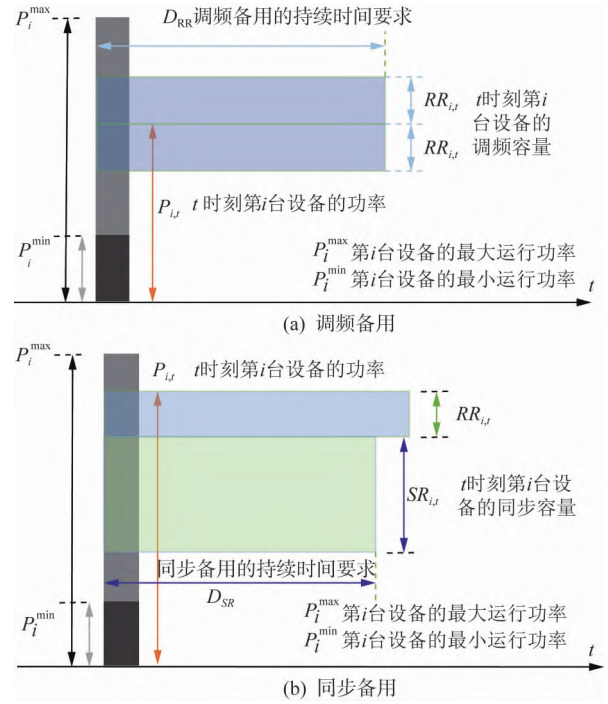 P_i^max
D_RR调频备用的持续时间要求
RR_{i,t} t时刻第i
台设备的
调频容量
RR_{i,t}
P_{i,t} t时刻第i台设备的功率
P_i^min
P_i^max 第i台设备的最大运行功率
P_i^min 第i台设备的最小运行功率
t
(a) 调频备用
P_i^max
P_{i,t} t时刻第i台设备的功率
RR_{i,t}
SR_{i,t} t时刻第i台设
备的同步容量
同步备用的持续时间要求
D_SR
P_i^min
P_i^max 第i台设备的最大运行功率
P_i^min 第i台设备的最小运行功率
t
(b) 同步备用